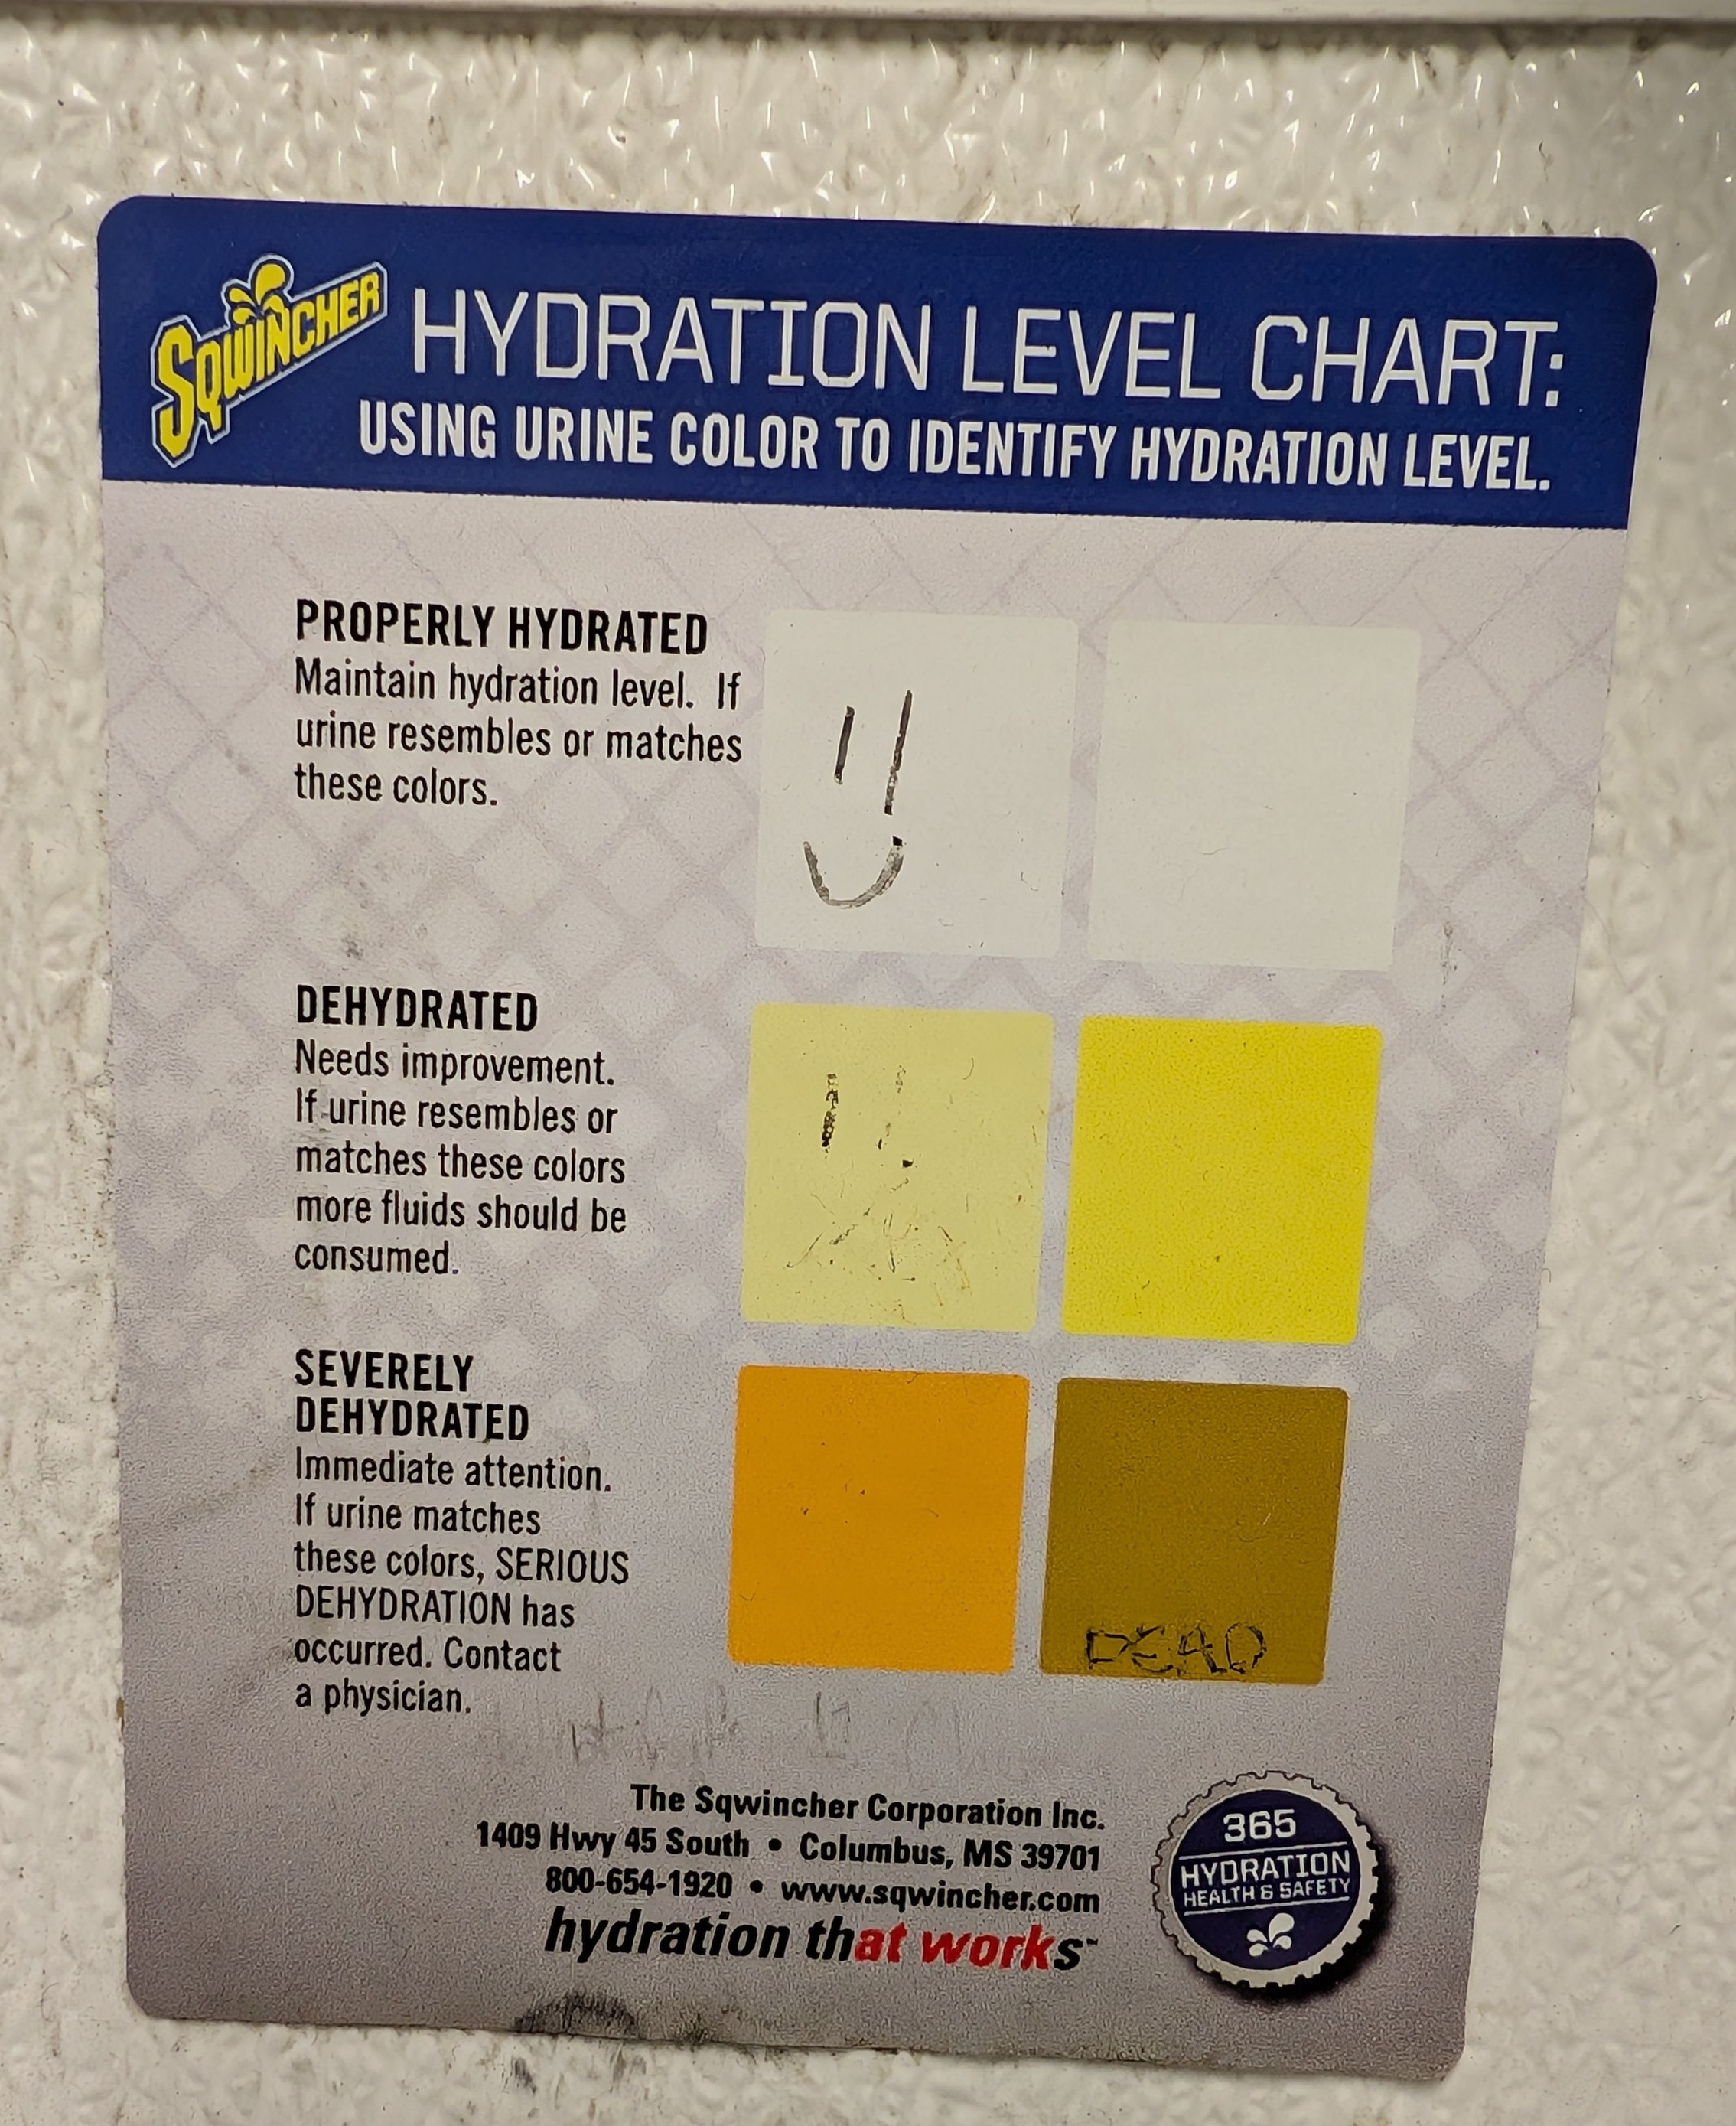 SQWINCHER
HYDRATION LEVEL CHART:
USING URINE COLOR TO IDENTIFY HYDRATION LEVEL.
PROPERLY HYDRATED
Maintain hydration level. If
urine resembles or matches
these colors.
DEHYDRATED
Needs improvement.
If urine resembles or
matches these colors
more fluids should be
consumed.
SEVERELY
DEHYDRATED
Immediate attention.
If urine matches
these colors, SERIOUS
DEHYDRATION has
occurred. Contact
a physician.
DEAD
The Sqwincher Corporation Inc.
1409 Hwy 45 South • Columbus, MS 39701
800-654-1920 • www.sqwincher.com
hydration that works™
365
HYDRATION
HEALTH & SAFETY